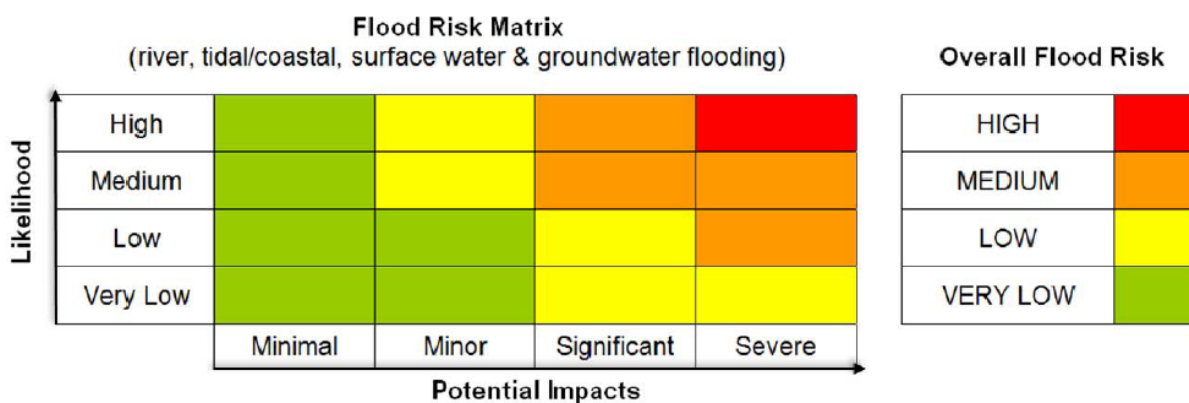 Flood Risk Matrix
(river, tidal/coastal, surface water & groundwater flooding)
Overall Flood Risk
Likelihood
High
Medium
Low
Very Low
Minimal
Minor
Significant
Severe
Potential Impacts
HIGH
MEDIUM
LOW
VERY LOW